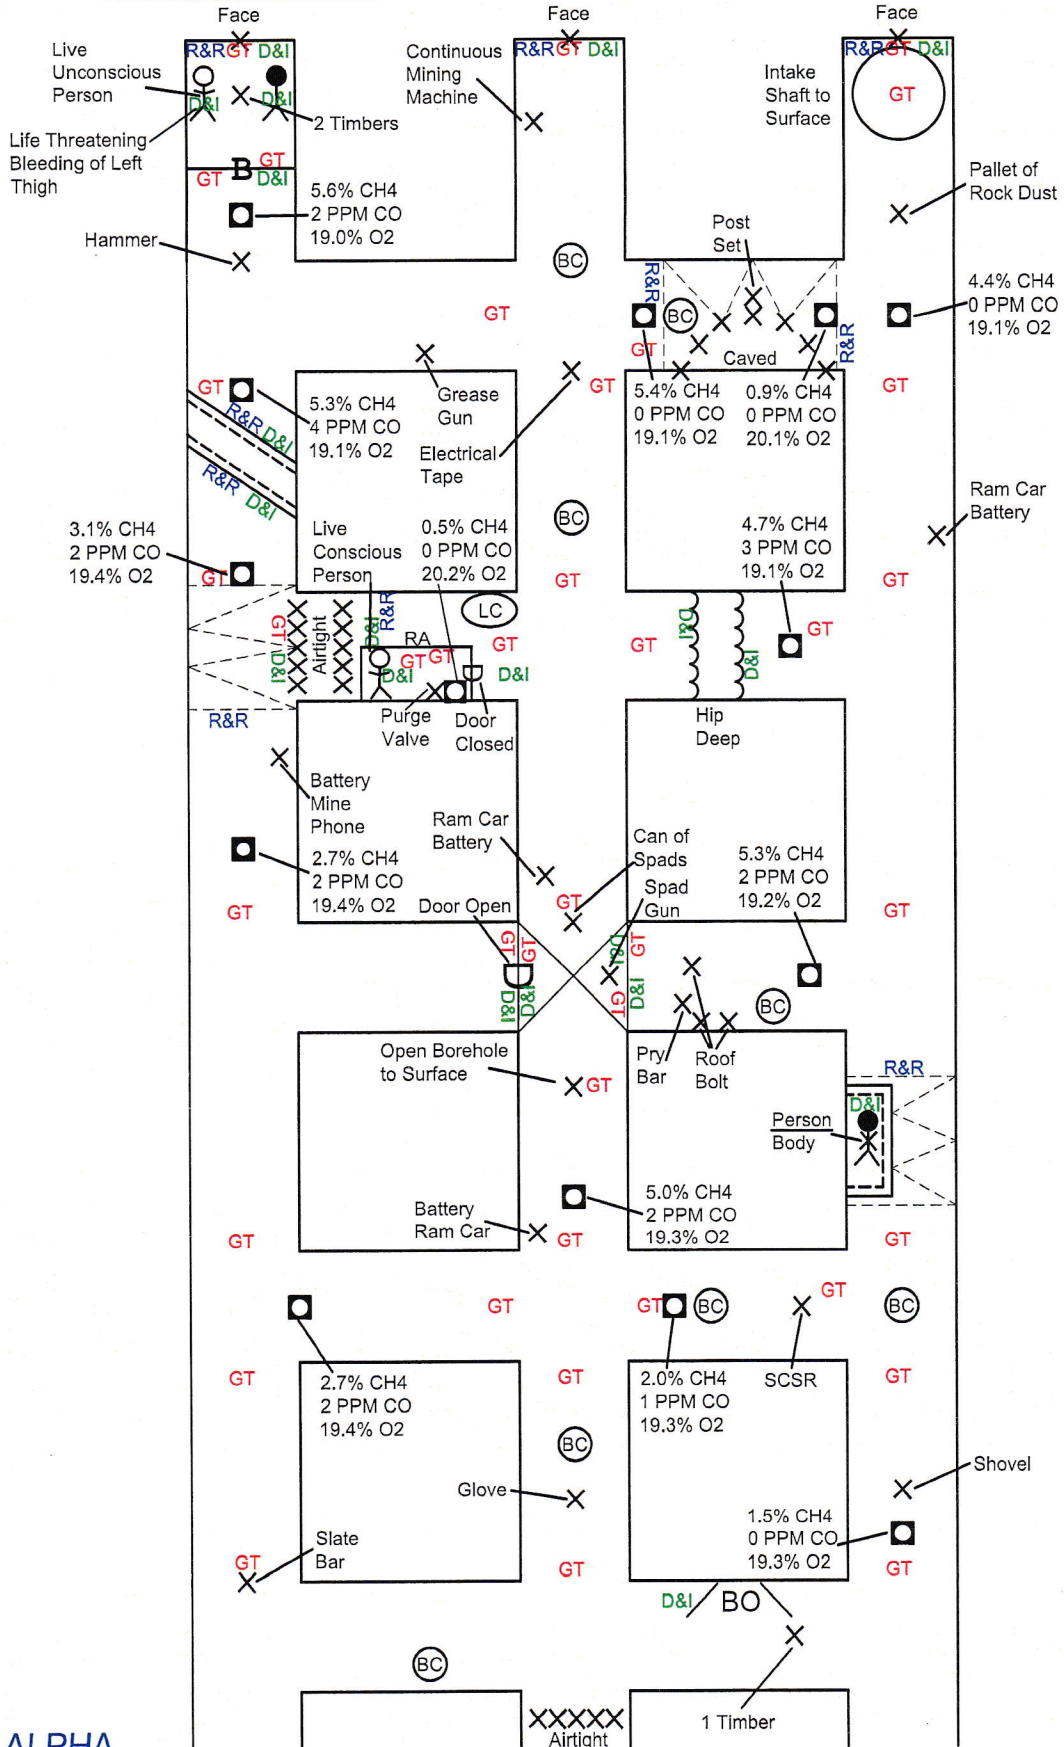 Face
Face
Face
R&R GT D&I
R&R GT D&I
R&R GT D&I
Live
Unconscious
Person
Continuous
Mining
Machine
Intake
Shaft to
Surface
GT
D&I
D&I
2 Timbers
Life Threatening
Bleeding of Left
Thigh
GT
B
GT
D&I
Pallet of
Rock Dust
5.6% CH4
2 PPM CO
19.0% O2
Post
Set
Hammer
BC
R&R
4.4% CH4
0 PPM CO
19.1% O2
GT
BC
R&R
GT
Caved
GT
Grease
Gun
GT
GT
5.3% CH4
4 PPM CO
19.1% O2
5.4% CH4
0 PPM CO
19.1% O2
0.9% CH4
0 PPM CO
20.1% O2
R&R D&I
Electrical
Tape
R&R D&I
Ram Car
Battery
BC
3.1% CH4
2 PPM CO
19.4% O2
Live
Conscious
Person
0.5% CH4
0 PPM CO
20.2% O2
4.7% CH4
3 PPM CO
19.1% O2
GT
GT
GT
R&R
LC
GT
D&I
Airtight
D&I
RA
GT
GT
GT
GT
D&I
GT
D&I
D&I
D&I
R&R
Purge
Valve
Door
Closed
Hip
Deep
Battery
Mine
Phone
Ram Car
Battery
Can of
Spads
2.7% CH4
2 PPM CO
19.4% O2
5.3% CH4
2 PPM CO
19.2% O2
Spad
Gun
GT
Door Open
GT
GT
GT
GT
D&I
GT
D
D&I
D&I
GT
D&I
BC
Open Borehole
to Surface
GT
Pry
Bar
Roof
Bolt
R&R
D&I
Person
Body
5.0% CH4
2 PPM CO
19.3% O2
Battery
Ram Car
GT
GT
GT
GT
GT
BC
GT
BC
GT
GT
GT
2.7% CH4
2 PPM CO
19.4% O2
2.0% CH4
1 PPM CO
19.3% O2
SCSR
BC
Glove
Shovel
1.5% CH4
0 PPM CO
19.3% O2
Slate
Bar
GT
GT
GT
D&I
BO
BC
1 Timber
Airtight
ALPHA